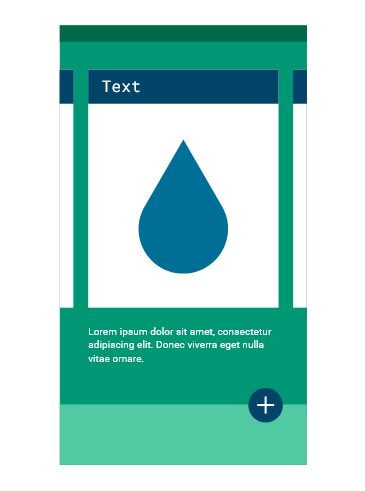 Text
Lorem ipsum dolor sit amet, consectetur
adipiscing elit. Donec viverra eget nulla
vitae ornare.